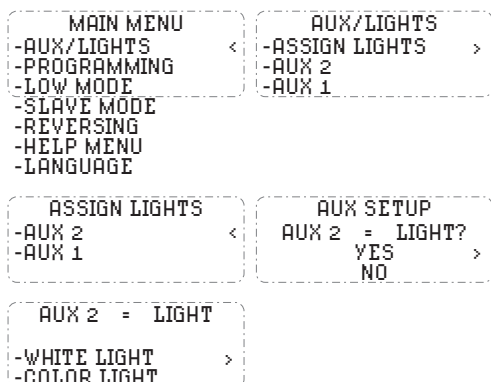 MAIN MENU
-AUX/LIGHTS <
-PROGRAMMING
-LOW MODE
-SLAVE MODE
-REVERSING
-HELP MENU
-LANGUAGE
AUX/LIGHTS
-ASSIGN LIGHTS >
-AUX 2
-AUX 1
ASSIGN LIGHTS
-AUX 2 <
-AUX 1
AUX SETUP
AUX 2 = LIGHT?
YES >
NO
AUX 2 = LIGHT
-WHITE LIGHT >
-COLOR LIGHT